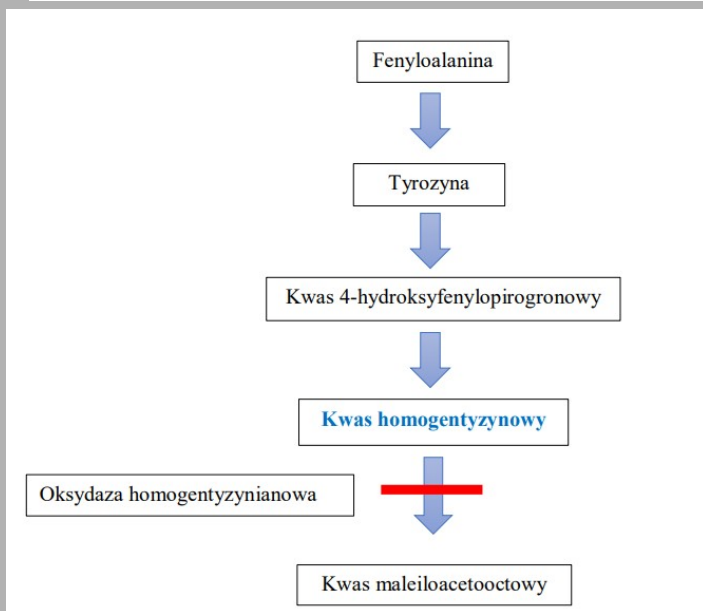 Fenyloalanina
Tyrozyna
Kwas 4-hydroksyfenylopirogronowy
Kwas homogentyzynowy
Oksydaza homogentyzynianowa
Kwas maleiloacetooctowy